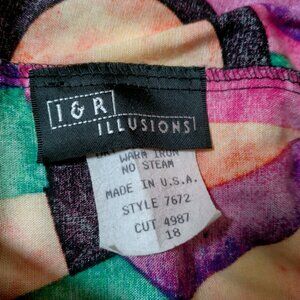 I & R
ILLUSIONS
WARM IRON
NO STEAM
MADE IN U.S.A.
STYLE 7672
CUT 4987
18